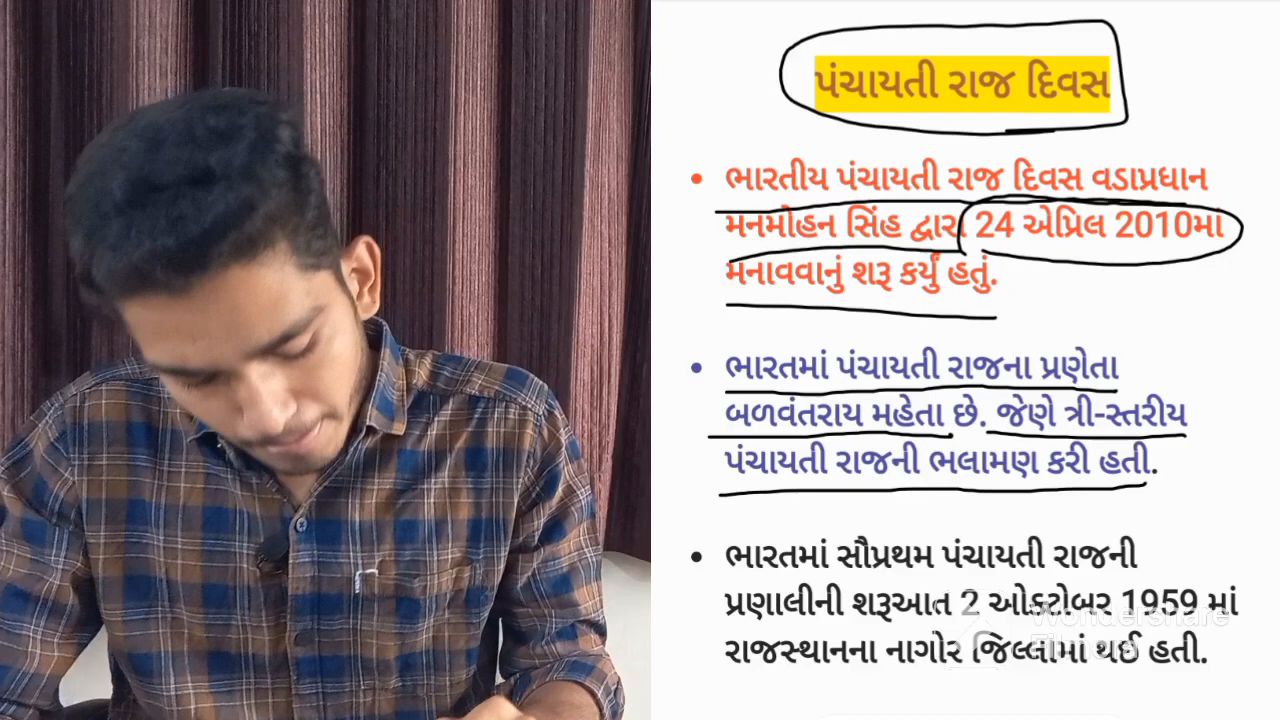 પંચાયતી રાજ દિવસ
• ભારતીય પંચાયતી રાજ દિવસ વડાપ્રધાન
મનમોહન સિંહ દ્વારા 24 એપ્રિલ 2010માં
મનાવવાનું શરૂ કર્યું હતું.
• ભારતમાં પંચાયતી રાજના પ્રણેતા
બળવંતરાય મહેતા છે. જેણે ત્રી-સ્તરીય
પંચાયતી રાજની ભલામણ કરી હતી.
• ભારતમાં સૌપ્રથમ પંચાયતી રાજની
પ્રણાલીની શરૂઆત 2 ઓક્ટોબર 1959 માં
રાજસ્થાનના નાગોર જિલ્લામાં થઈ હતી.
Wondershare
Filmora